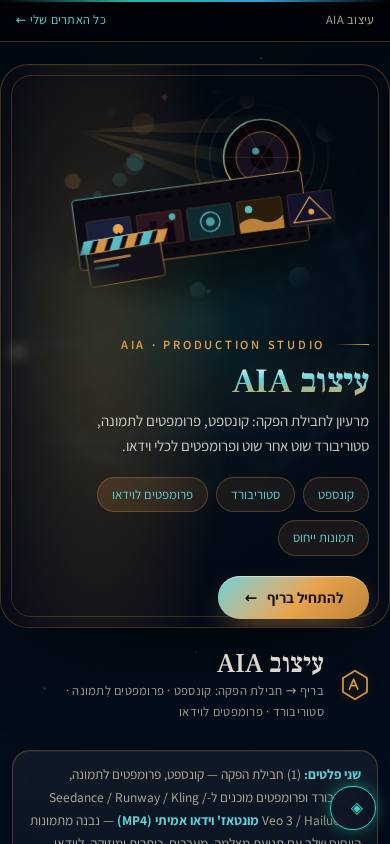 עיצוב AIA
כל האתרים שלי ←
AIA · PRODUCTION STUDIO
עיצוב AIA
מרעיון לחבילת הפקה: קונספט, פרומפטים לתמונה,
סטוריבורד שוט אחר שוט ופרומפטים לכלי וידאו.
קונספט
סטוריבורד
פרומפטים לוידאו
תמונות ייחוס
להתחיל בריף ←
עיצוב AIA
בריף → חבילת הפקה: קונספט · פרומפטים לתמונה ·
סטוריבורד · פרומפטים לוידאו
שני פלטים: (1) חבילת הפקה — קונספט, פרומפטים לתמונה,
ופרומפטים מוכנים ל-Seedance / Runway / Kling /
Veo 3 / מונטאז' וידאו אמיתי (MP4) — נבנה מתמונות